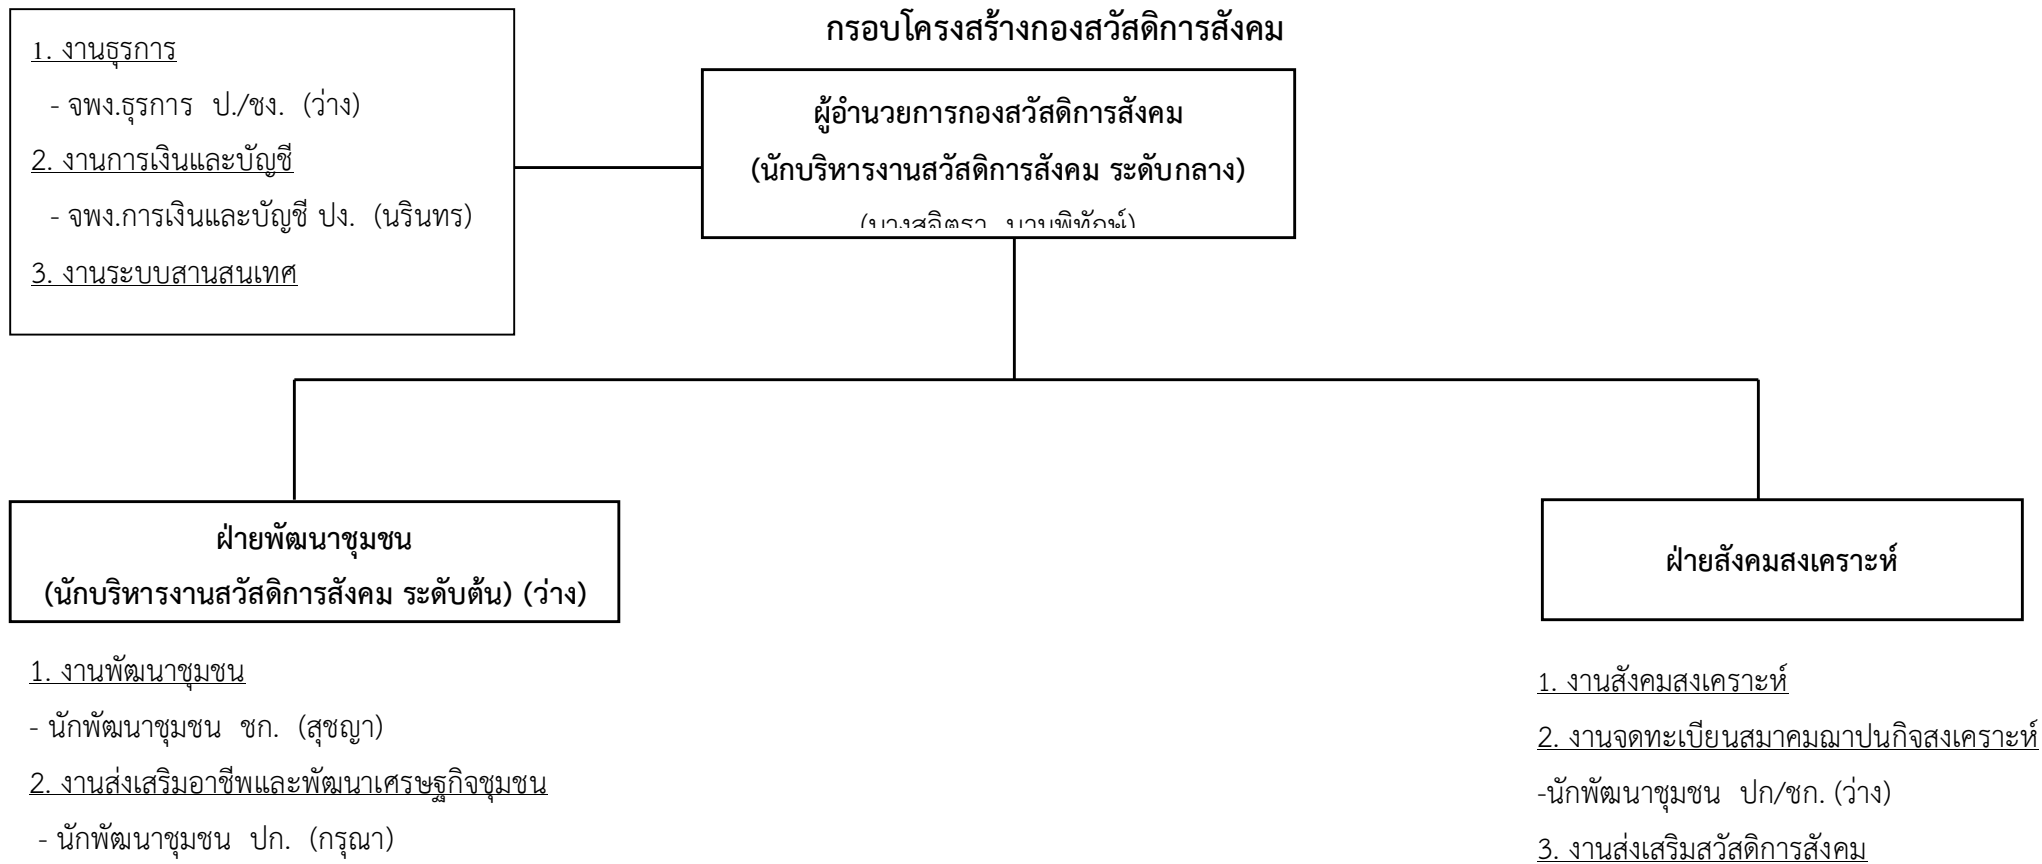 กรอบโครงสร้างกองสวัสดิการสังคม
1. งานธุรการ
- จพง.ธุรการ ป./ชง. (ว่าง)
2. งานการเงินและบัญชี
- จพง.การเงินและบัญชี ปง. (นรินทร)
3. งานระบบสานสนเทศ
ผู้อำนวยการกองสวัสดิการสังคม
(นักบริหารงานสวัสดิการสังคม ระดับกลาง)
ฝ่ายพัฒนาชุมชน
(นักบริหารงานสวัสดิการสังคม ระดับต้น) (ว่าง)
1. งานพัฒนาชุมชน
- นักพัฒนาชุมชน ชก. (สุชญา)
2. งานส่งเสริมอาชีพและพัฒนาเศรษฐกิจชุมชน
- นักพัฒนาชุมชน ปก. (กรุณา)
ฝ่ายสังคมสงเคราะห์
1. งานสังคมสงเคราะห์
2. งานจดทะเบียนสมาคมฌาปนกิจสงเคราะห์
-นักพัฒนาชุมชน ปก/ชก. (ว่าง)
3. งานส่งเสริมสวัสดิการสังคม